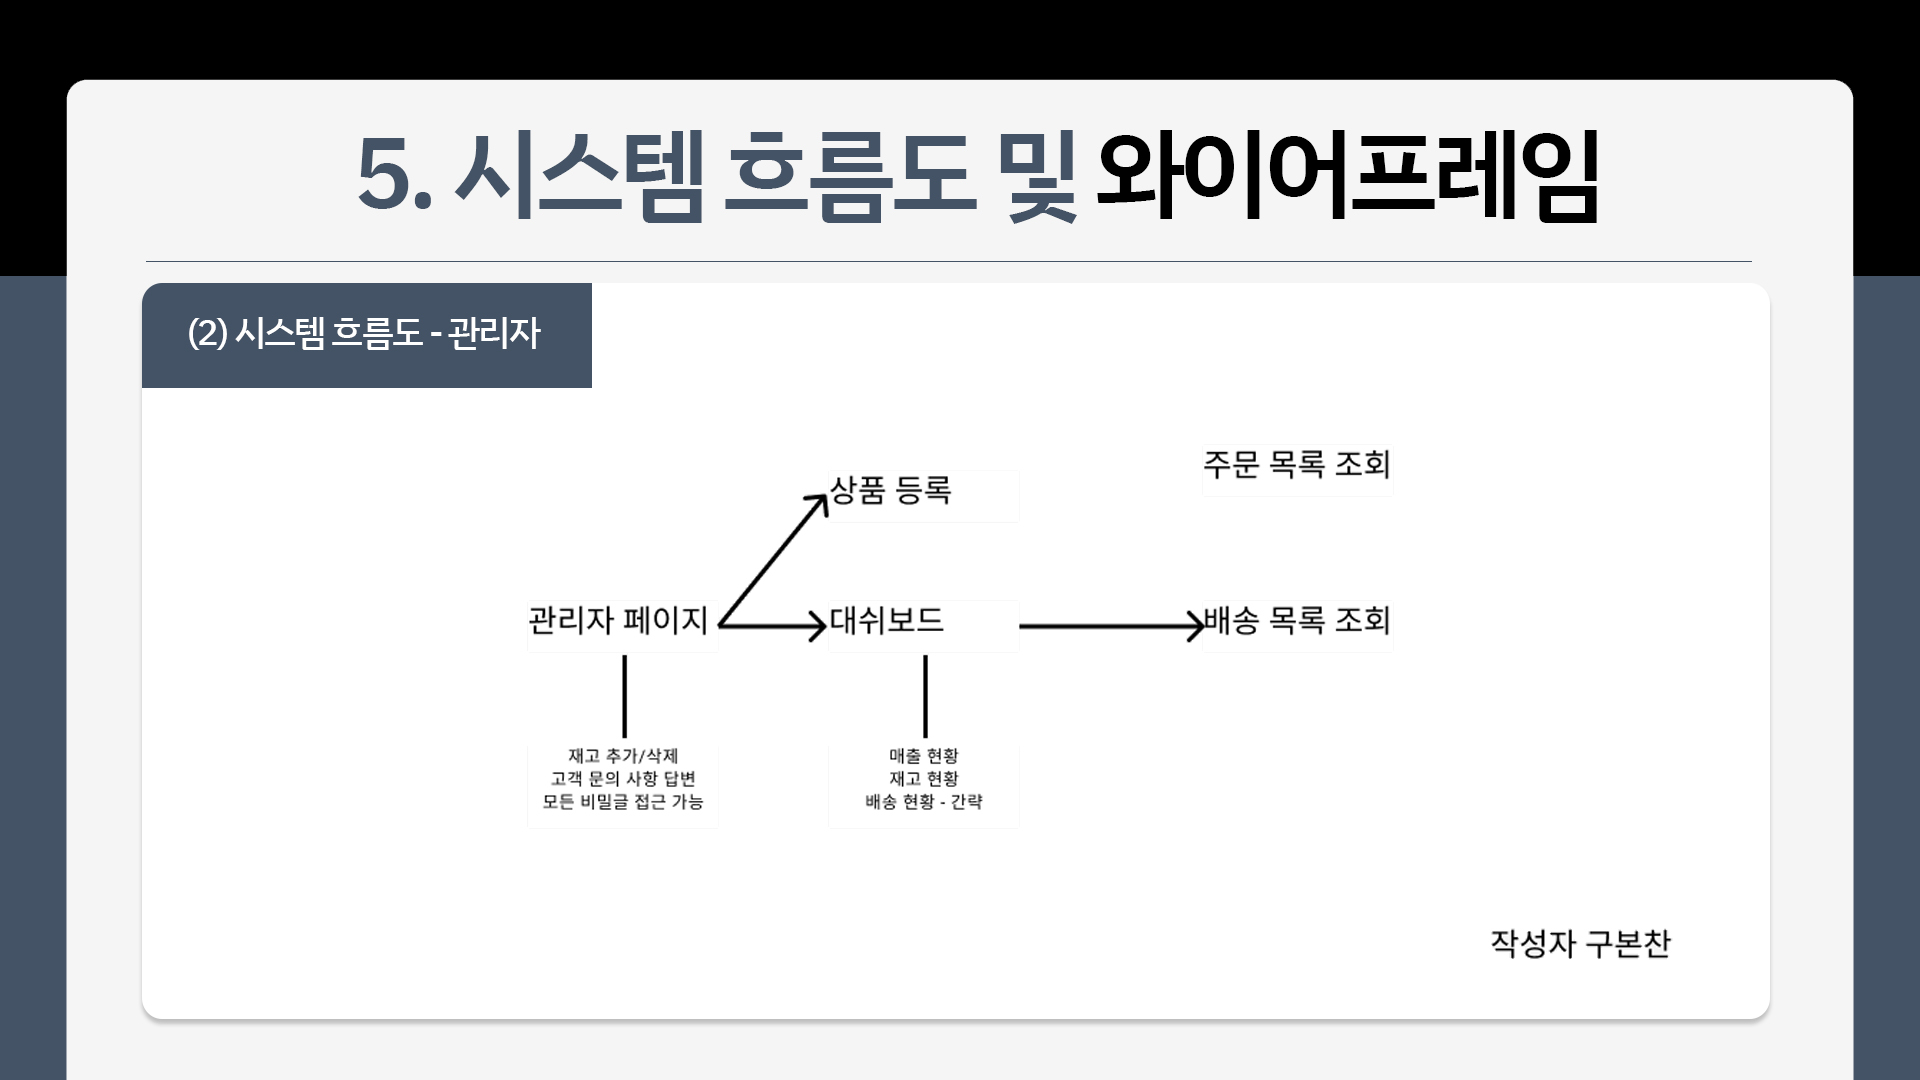 5. 시스템 흐름도 및 와이어프레임
(2) 시스템 흐름도 - 관리자
주문 목록 조회
상품 등록
관리자 페이지
대쉬보드
배송 목록 조회
재고 추가/삭제
고객 문의 사항 답변
모든 비밀글 접근 가능
매출 현황
재고 현황
배송 현황 - 간략
작성자 구본찬